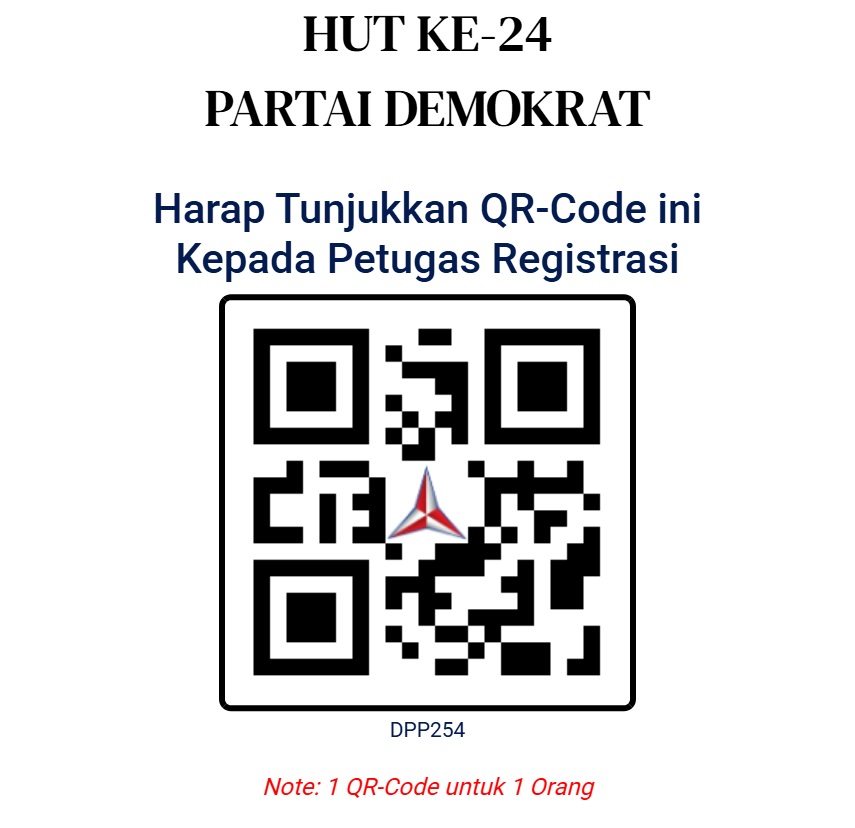 HUT KE-24
PARTAI DEMOKRAT
Harap Tunjukkan QR-Code ini
Kepada Petugas Registrasi
DPP254
Note: 1 QR-Code untuk 1 Orang